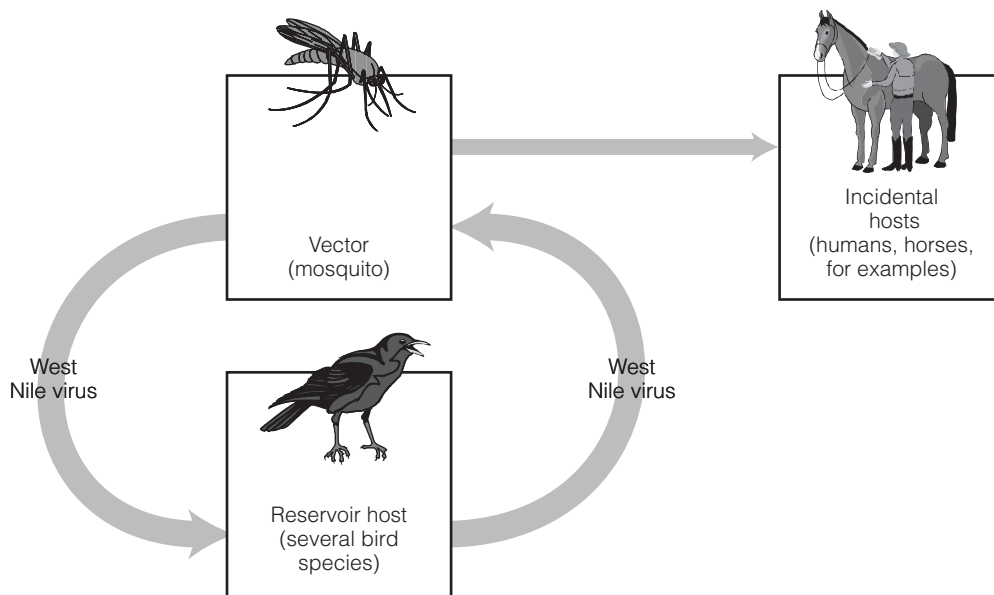 Vector
(mosquito)
Incidental
hosts
(humans, horses,
for examples)
West
Nile virus
West
Nile virus
Reservoir host
(several bird
species)